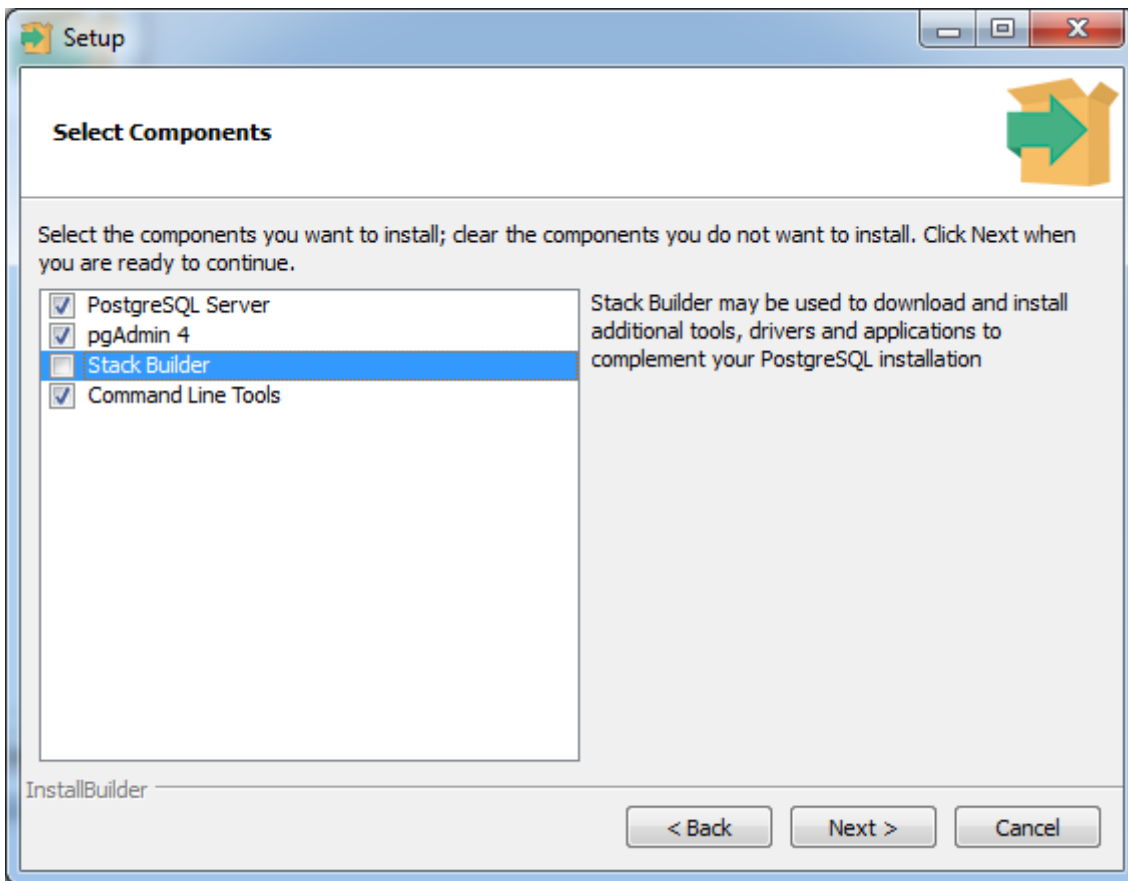 Setup
Select Components
Select the components you want to install; clear the components you do not want to install. Click Next when
you are ready to continue.
PostgreSQL Server
pgAdmin 4
Stack Builder
Command Line Tools
Stack Builder may be used to download and install
additional tools, drivers and applications to
complement your PostgreSQL installation
InstallBuilder
< Back
Next >
Cancel